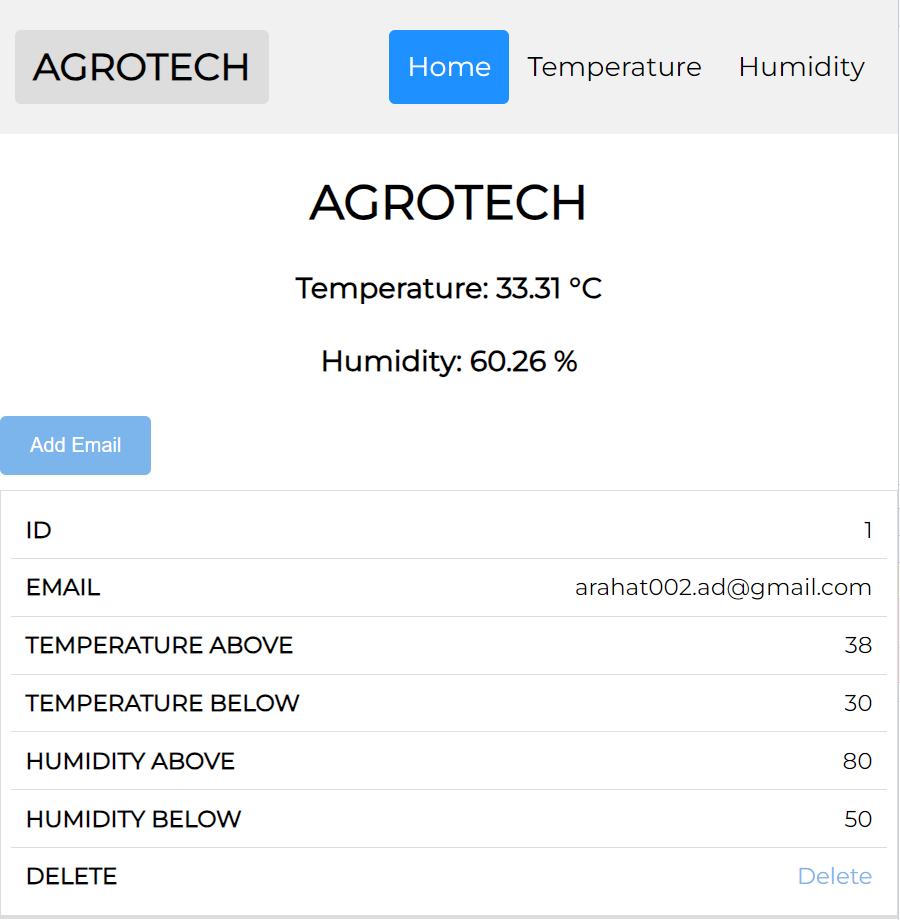 AGROTECH Home Temperature Humidity
AGROTECH
Temperature: 33.31 °C
Humidity: 60.26 %
Add Email
ID 1
EMAIL arahat002.ad@gmail.com
TEMPERATURE ABOVE 38
TEMPERATURE BELOW 30
HUMIDITY ABOVE 80
HUMIDITY BELOW 50
DELETE Delete